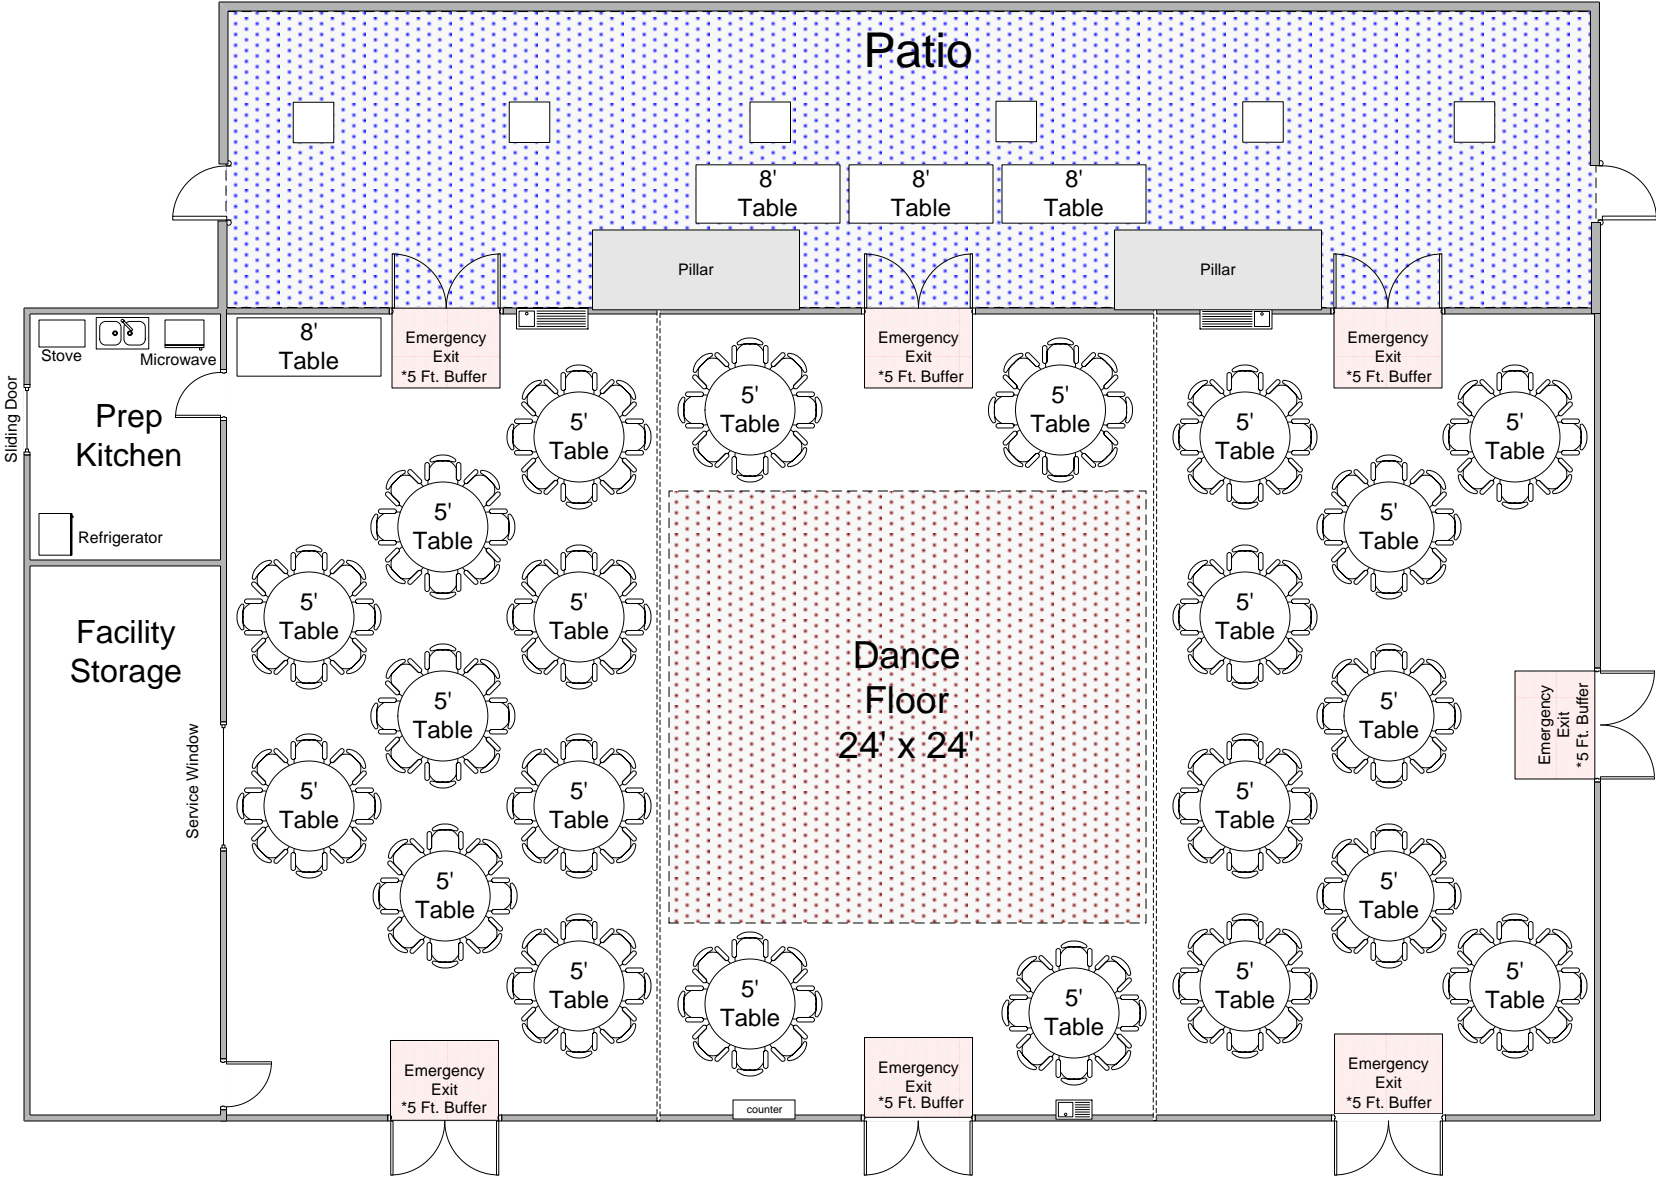 Patio
8'
Table
8'
Table
8'
Table
Pillar
Pillar
Stove
Microwave
8'
Table
Emergency
Exit
*5 Ft. Buffer
Emergency
Exit
*5 Ft. Buffer
Emergency
Exit
*5 Ft. Buffer
Sliding Door
Prep
Kitchen
Refrigerator
5'
Table
5'
Table
5'
Table
5'
Table
5'
Table
5'
Table
5'
Table
5'
Table
5'
Table
5'
Table
5'
Table
Facility
Storage
Service Window
Dance
Floor
24' x 24'
5'
Table
5'
Table
Emergency
Exit
*5 Ft. Buffer
5'
Table
5'
Table
5'
Table
5'
Table
5'
Table
5'
Table
5'
Table
5'
Table
5'
Table
5'
Table
Emergency
Exit
*5 Ft. Buffer
Emergency
Exit
*5 Ft. Buffer
Emergency
Exit
*5 Ft. Buffer
counter